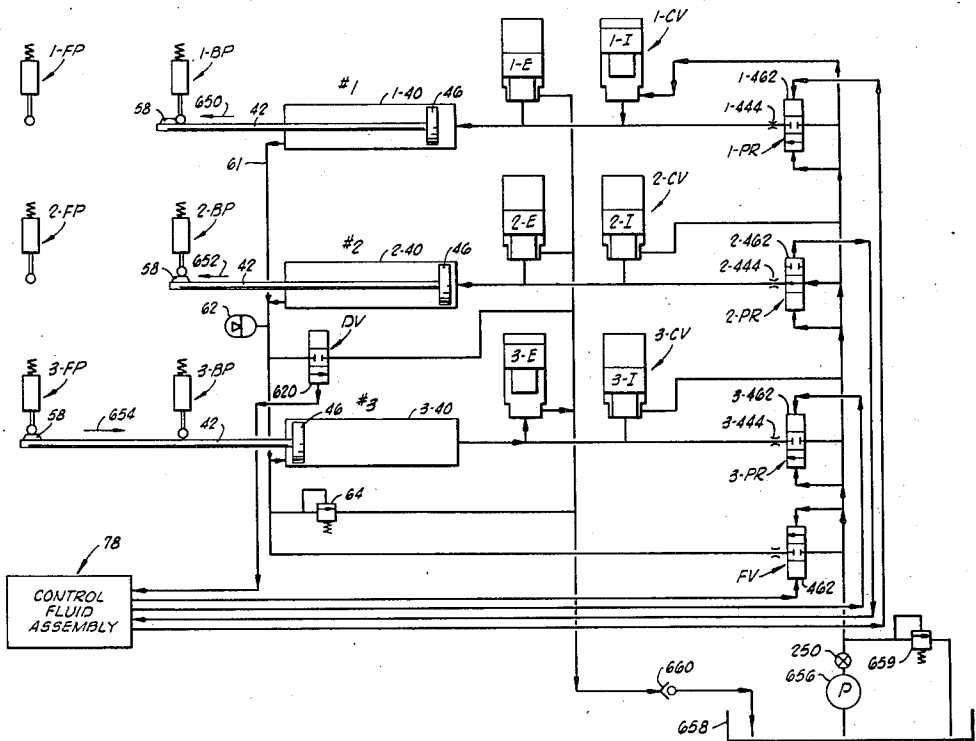 1-FP
1-BP
58
650
42
#1
1-40
46
1-E
1-I
1-CV
1-462
1-444
1-PR
61
2-FP
2-BP
58
652
42
#2
2-40
46
2-E
2-I
2-CV
2-462
2-444
2-PR
62
DV
620
3-FP
3-BP
58
654
42
#3
46
3-40
3-E
3-I
3-CV
3-462
3-444
3-PR
64
FV
462
78
CONTROL
FLUID
ASSEMBLY
250
656
P
659
660
658